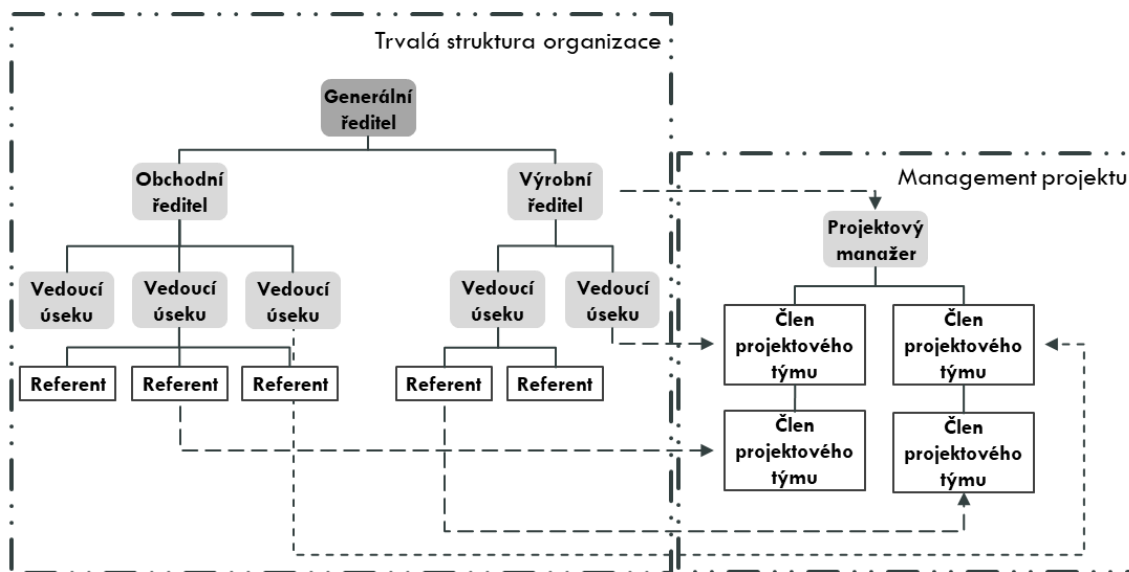 Trvalá struktura organizace
Generální
ředitel
Obchodní
ředitel
Výrobní
ředitel
Management projektu
Projektový
manažer
Vedoucí
úseku
Vedoucí
úseku
Vedoucí
úseku
Vedoucí
úseku
Vedoucí
úseku
Člen
projektového
týmu
Člen
projektového
týmu
Referent
Referent
Referent
Referent
Referent
Člen
projektového
týmu
Člen
projektového
týmu